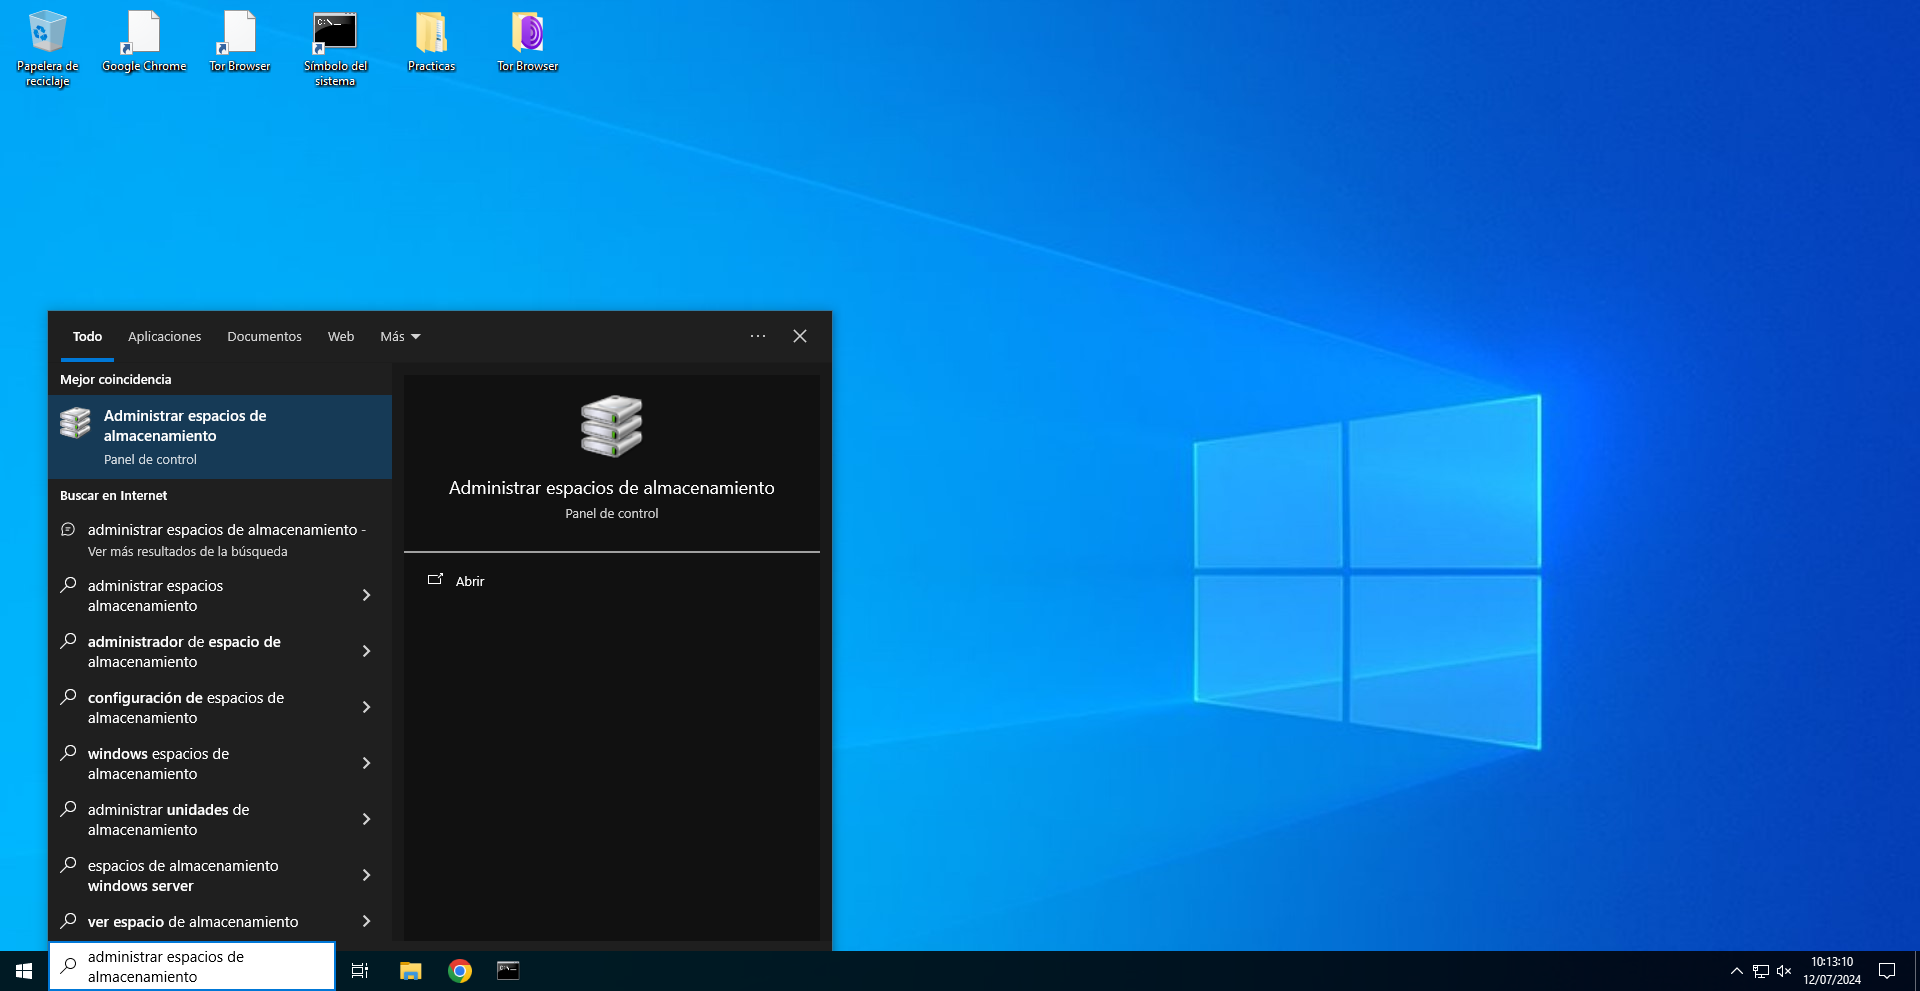 Papelera de
reciclaje
Google Chrome
Tor Browser
C:\.
Símbolo del
sistema
Practicas
Tor Browser
Todo
Aplicaciones
Documentos
Web
Más
Mejor coincidencia
Administrar espacios de
almacenamiento
Panel de control
Buscar en Internet
administrar espacios de almacenamiento -
Ver más resultados de la búsqueda
administrar espacios
almacenamiento
administrador de espacio de
almacenamiento
configuración de espacios de
almacenamiento
windows espacios de
almacenamiento
administrar unidades de
almacenamiento
espacios de almacenamiento
windows server
ver espacio de almacenamiento
Administrar espacios de almacenamiento
Panel de control
Abrir
administrar espacios de
almacenamiento
10:13:10
12/07/2024